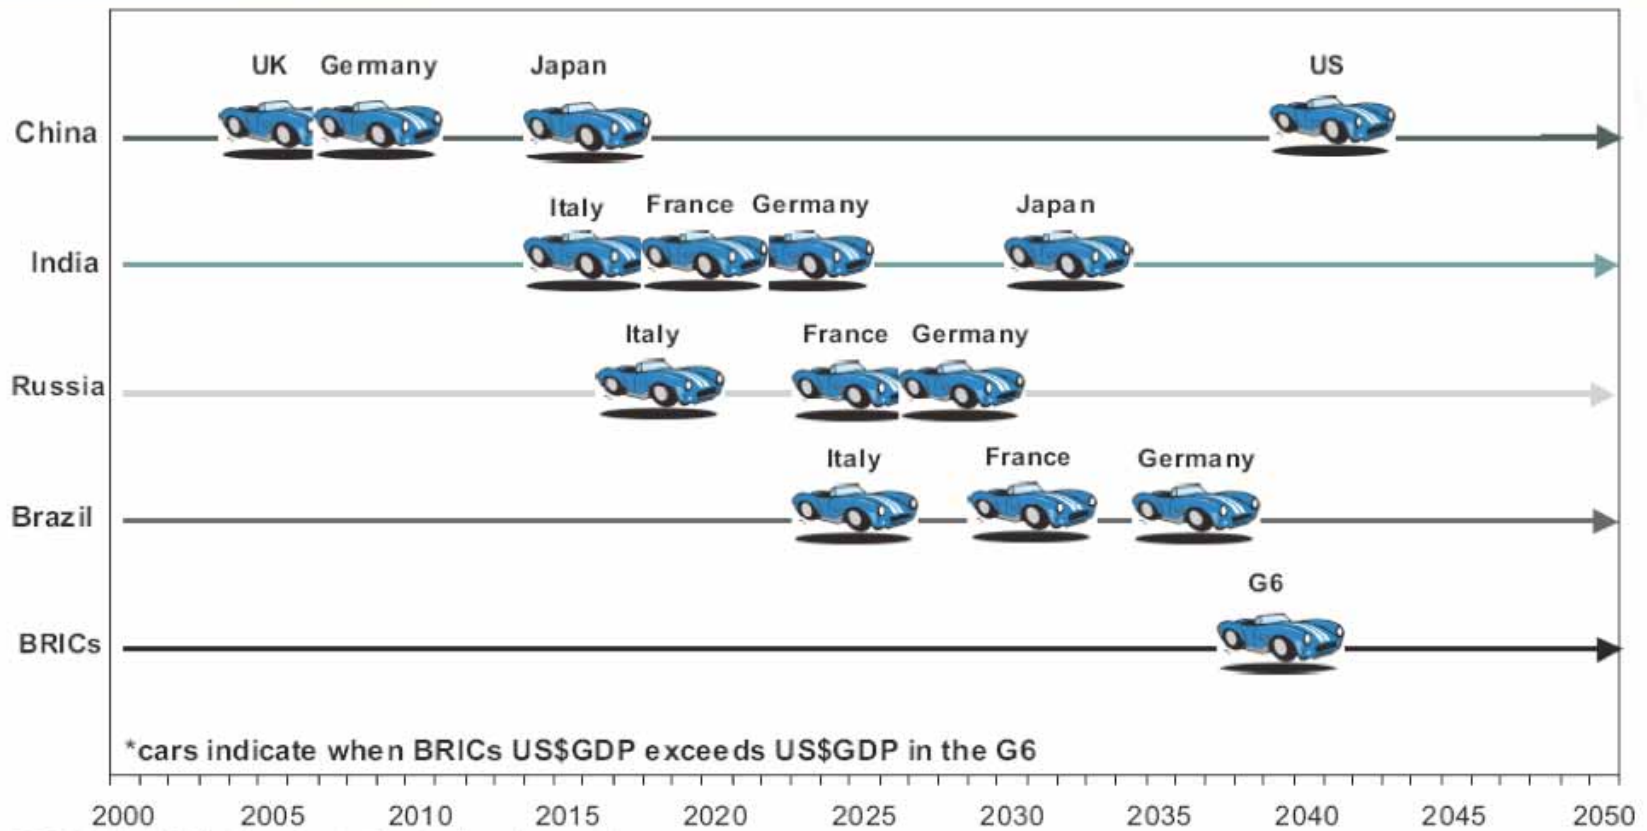 UK Germany Japan US
China
Italy France Germany Japan
India
Italy France Germany
Russia
Italy France Germany
Brazil
G6
BRICs
*cars indicate when BRICs US$GDP exceeds US$GDP in the G6
2000 2005 2010 2015 2020 2025 2030 2035 2040 2045 2050